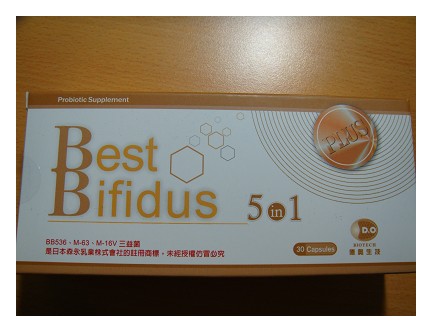 Probiotic Supplement
Best
Bifidus
5 in 1
PLUS
BB536、M-63、M-16V 三益菌
是日本森永乳業株式會社的註冊商標，未經授權仿冒必究
30 Capsules
D.O
BIOTECH
生技